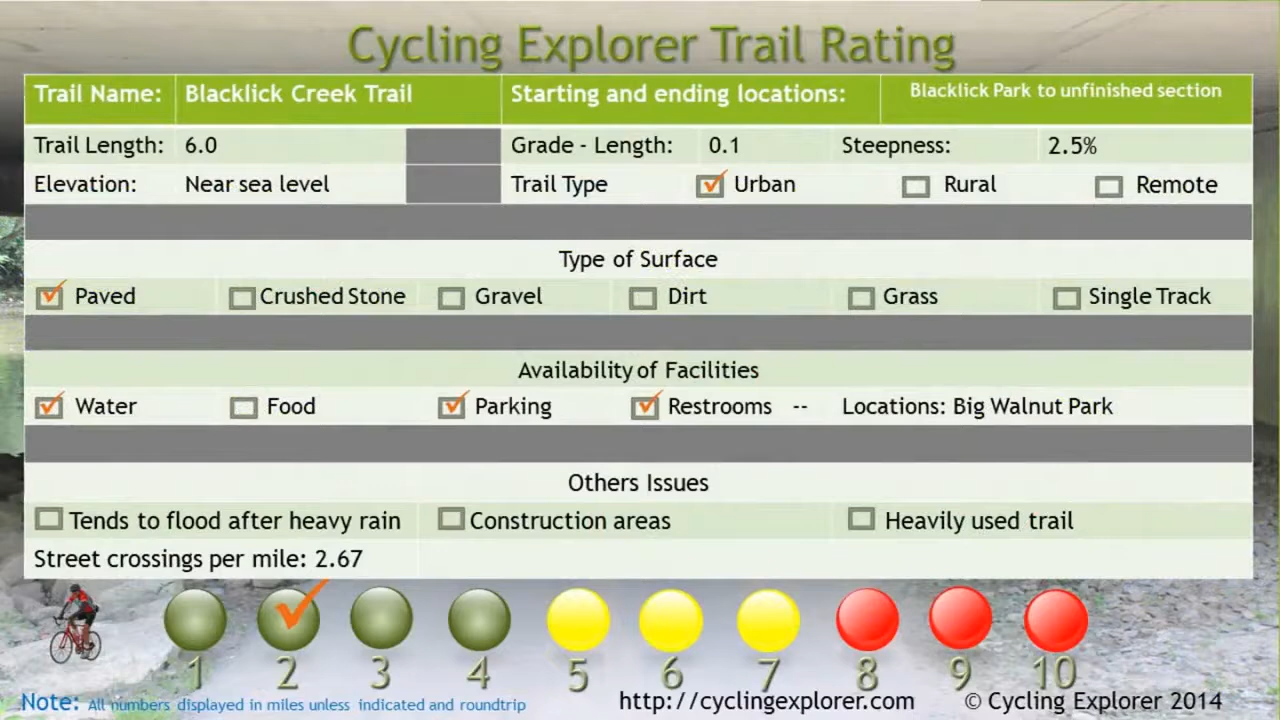 Cycling Explorer Trail Rating
Trail Name: Blacklick Creek Trail Starting and ending locations: Blacklick Park to unfinished section
Trail Length: 6.0 Grade - Length: 0.1 Steepness: 2.5%
Elevation: Near sea level Trail Type Urban Rural Remote
Type of Surface
Paved Crushed Stone Gravel Dirt Grass Single Track
Availability of Facilities
Water Food Parking Restrooms -- Locations: Big Walnut Park
Others Issues
Tends to flood after heavy rain Construction areas Heavily used trail
Street crossings per mile: 2.67
1 2 3 4 5 6 7 8 9 10
Note: All numbers displayed in miles unless indicated and roundtrip http://cyclingexplorer.com © Cycling Explorer 2014